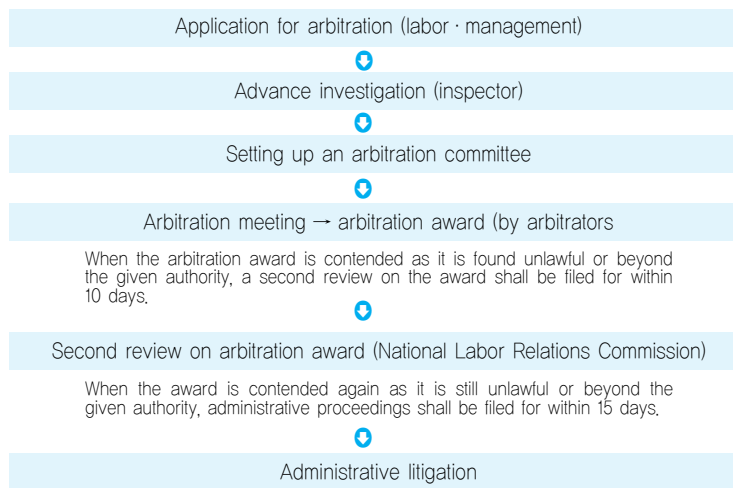 Application for arbitration (labor · management)
Advance investigation (inspector)
Setting up an arbitration committee
Arbitration meeting → arbitration award (by arbitrators
When the arbitration award is contended as it is found unlawful or beyond
the given authority, a second review on the award shall be filed for within
10 days.
Second review on arbitration award (National Labor Relations Commission)
When the award is contended again as it is still unlawful or beyond the
given authority, administrative proceedings shall be filed for within 15 days.
Administrative litigation